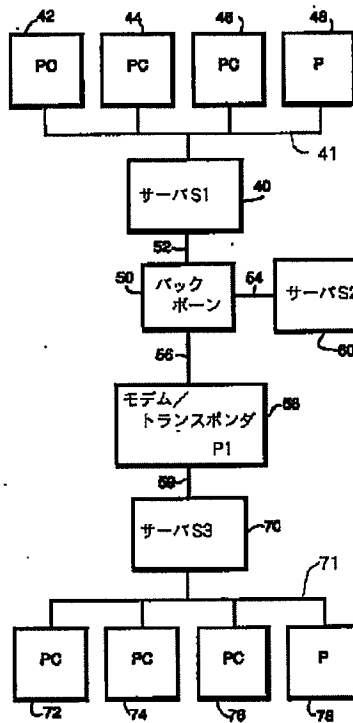 42
44
46
48
PC
PC
PC
P
41
サーバS1
40
52
50
バック
ボーン
54
サーバS2
60
56
モデム/
トランスポンダ
P1
58
59
サーバS3
70
71
PC
PC
PC
P
72
74
76
78